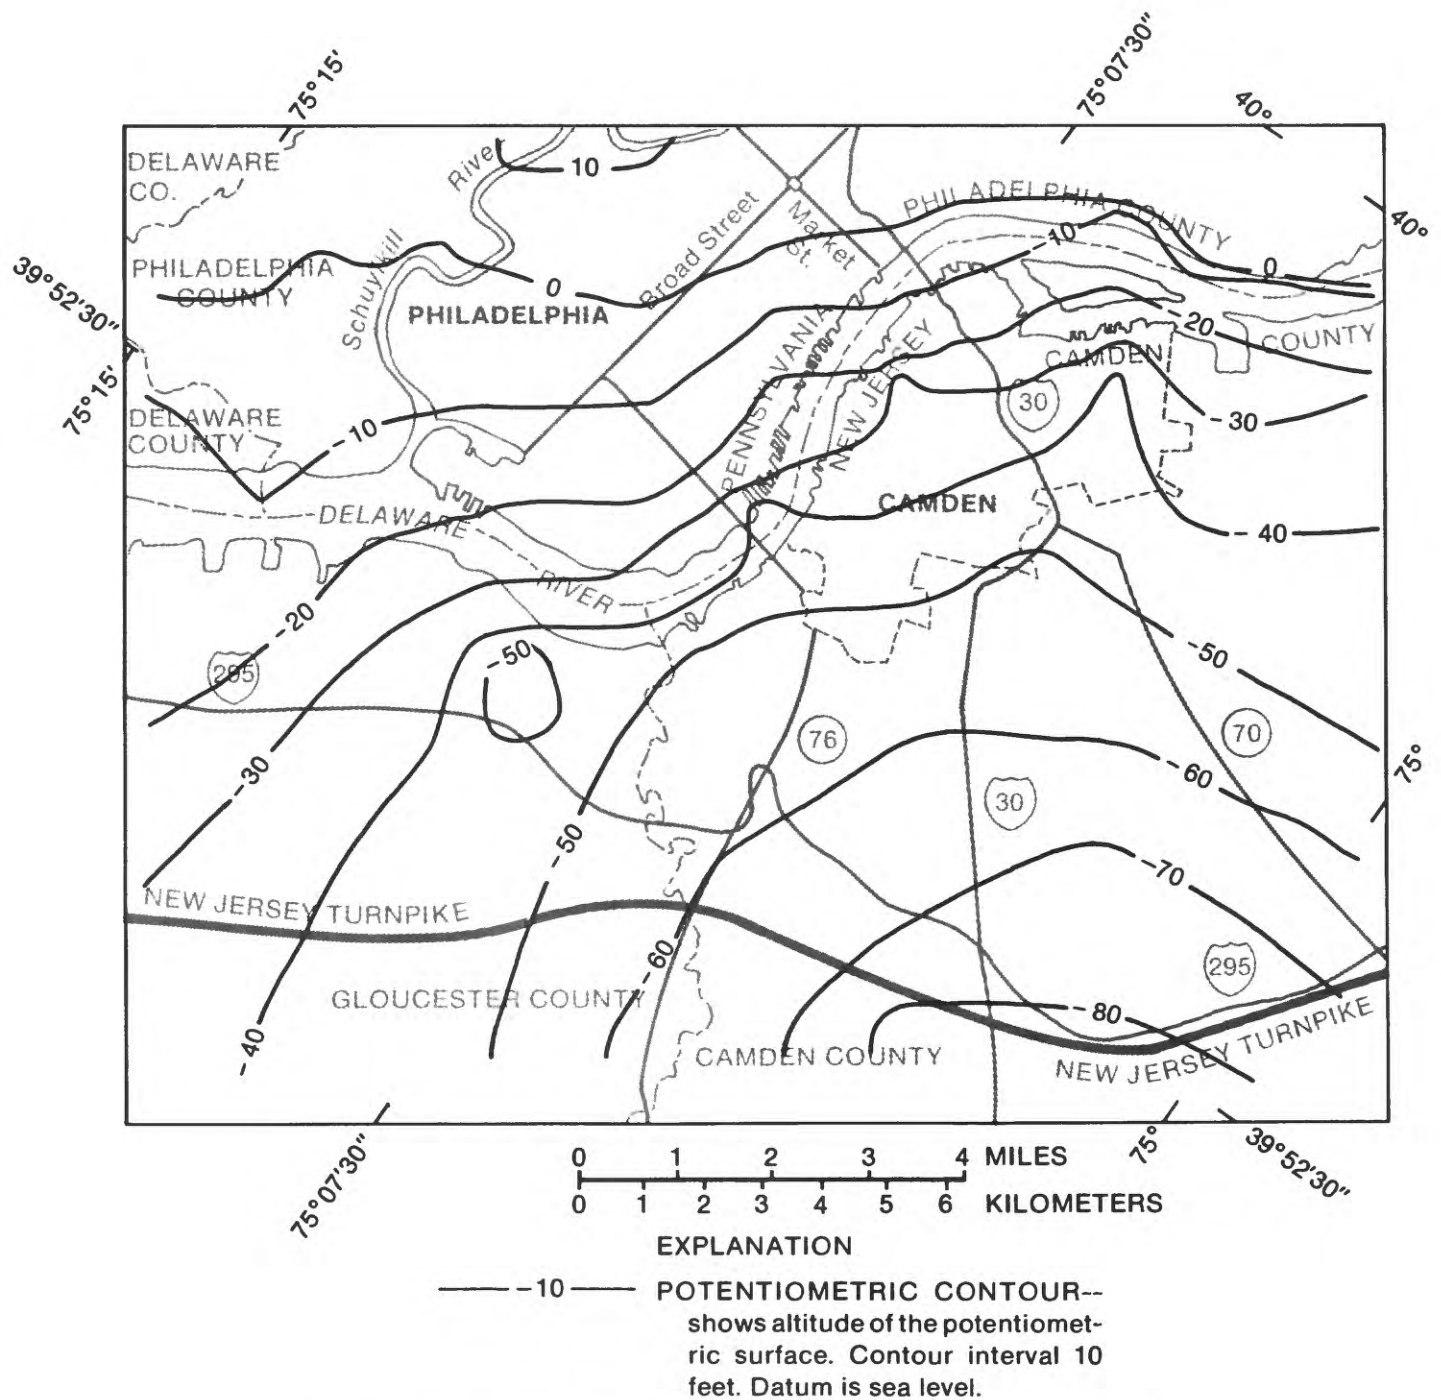 75°15'
75°07'30"
40°
DELAWARE
CO.
River
10
PHILADELPHIA COUNTY
Broad Street
Market
St.
-10
40°
39°52'30"
PHILADELPHIA
COUNTY
Schuylkill
0
0
PHILADELPHIA
PENNSYLVANIA
NEW JERSEY
-20
COUNTY
CAMDEN
75°15'
DELAWARE
COUNTY
-10
30
-30
CAMDEN
DELAWARE
-40
RIVER
-20
-50
-50
295
76
70
75°
-30
-60
30
-50
-70
NEW JERSEY TURNPIKE
-60
295
GLOUCESTER COUNTY
-80
-40
CAMDEN COUNTY
NEW JERSEY TURNPIKE
75°07'30"
75°
39°52'30"
0 1 2 3 4 MILES
0 1 2 3 4 5 6 KILOMETERS
EXPLANATION
-10 POTENTIOMETRIC CONTOUR--
shows altitude of the potentiomet-
ric surface. Contour interval 10
feet. Datum is sea level.